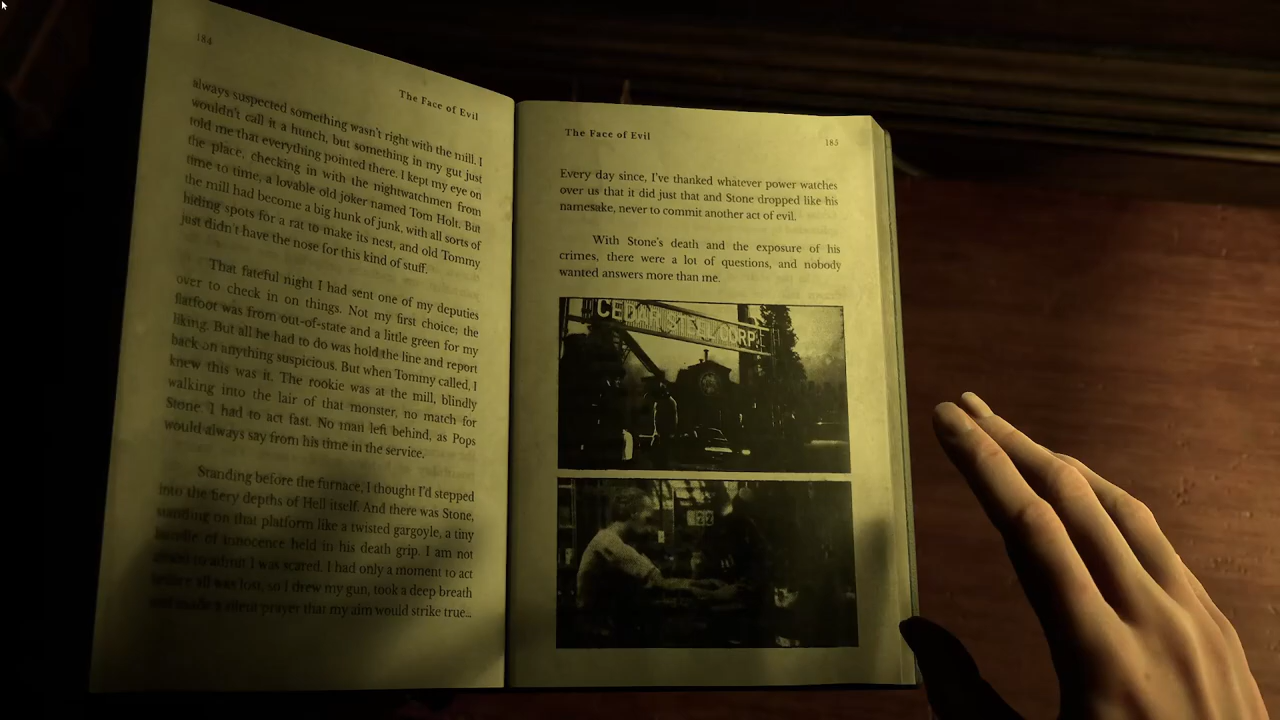 184
The Face of Evil
always suspected something wasn't right with the mill. I
wouldn't call it a hunch, but something in my gut just
told me that everything pointed there. I kept my eye on
the place, checking in with the nightwatchmen from
time to time, a lovable old joker named Tom Holt. But
the mill had become a big hunk of junk, with all sorts of
hiding spots for a rat to make its nest, and old Tommy
just didn't have the nose for this kind of stuff.
That fateful night I had sent one of my deputies
over to check in on things. Not my first choice; the
flatfoot was from out-of-state and a little green for my
liking. But all he had to do was hold the line and report
back on anything suspicious. But when Tommy called, I
knew this was it. The rookie was at the mill, blindly
walking into the lair of that monster, no match for
Stone. I had to act fast. No man left behind, as Pops
would always say from his time in the service.
Standing before the furnace, I thought I'd stepped
into the fiery depths of Hell itself. And there was Stone,
standing on that platform like a twisted gargoyle, a tiny
bundle of innocence held in his death grip. I am not
to admit I was scared. I had only a moment to act
before all was lost, so I drew my gun, took a deep breath
and made a silent prayer that my aim would strike true...
The Face of Evil
185
Every day since, I've thanked whatever power watches
over us that it did just that and Stone dropped like his
namesake, never to commit another act of evil.
With Stone's death and the exposure of his
crimes, there were a lot of questions, and nobody
wanted answers more than me.
CEDAR STEEL CORP.
22